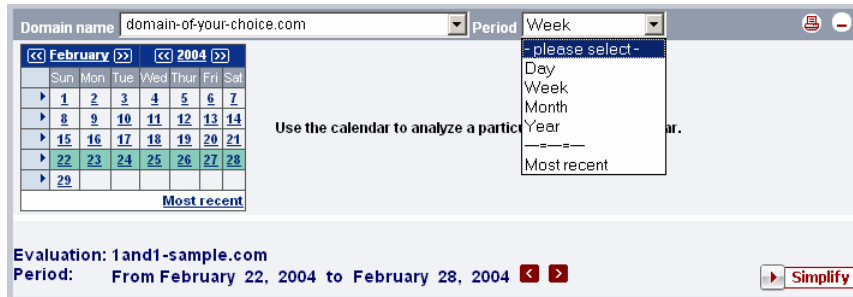 Domain name domain-of-your-choice.com Period Week
<< February >> << 2004 >>
- please select -
Sun Mon Tue Wed Thur Fri Sat
Day
1 2 3 4 5 6 7
Week
8 9 10 11 12 13 14
Month
Use the calendar to analyze a particu
Year
ar.
15 16 17 18 19 20 21
—=—=—
22 23 24 25 26 27 28
Most recent
29
Most recent
Evaluation: 1and1-sample.com
Period: From February 22, 2004 to February 28, 2004 < >
Simplify